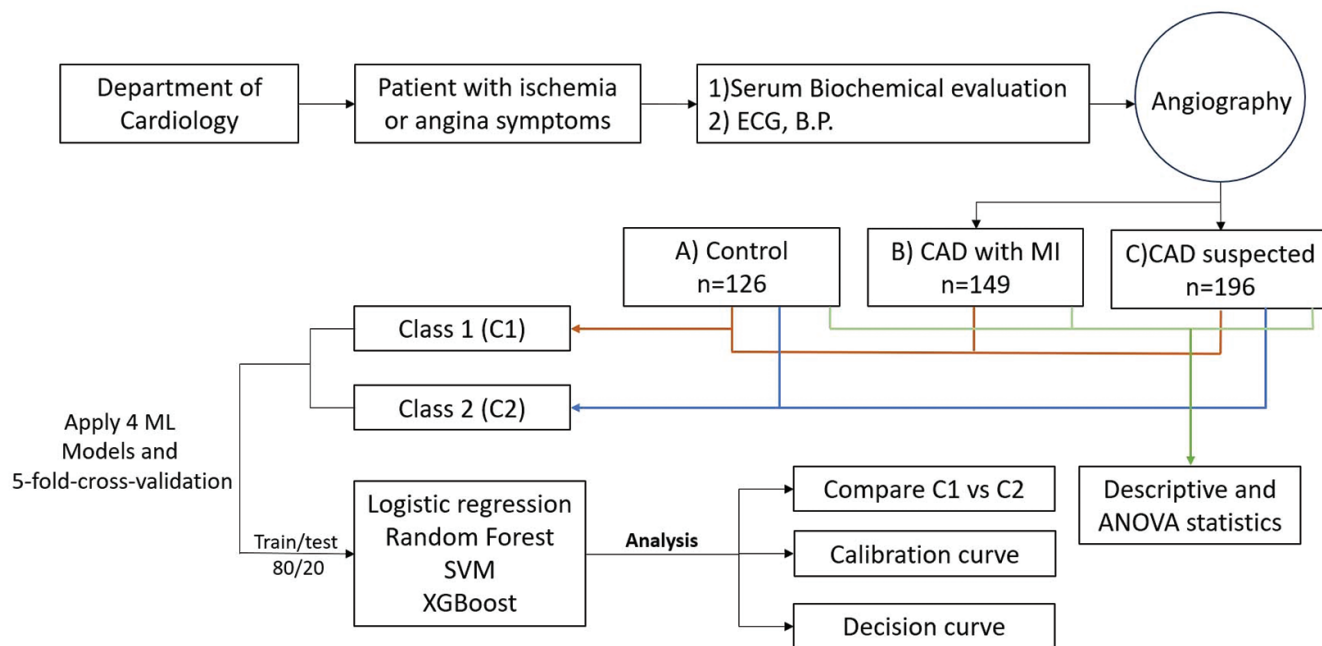 Department of
Cardiology
Patient with ischemia
or angina symptoms
1)Serum Biochemical evaluation
2) ECG, B.P.
Angiography
A) Control
n=126
B) CAD with MI
n=149
C)CAD suspected
n=196
Class 1 (C1)
Class 2 (C2)
Apply 4 ML
Models and
5-fold-cross-validation
Train/test
80/20
Logistic regression
Random Forest
SVM
XGBoost
Analysis
Compare C1 vs C2
Calibration curve
Decision curve
Descriptive and
ANOVA statistics